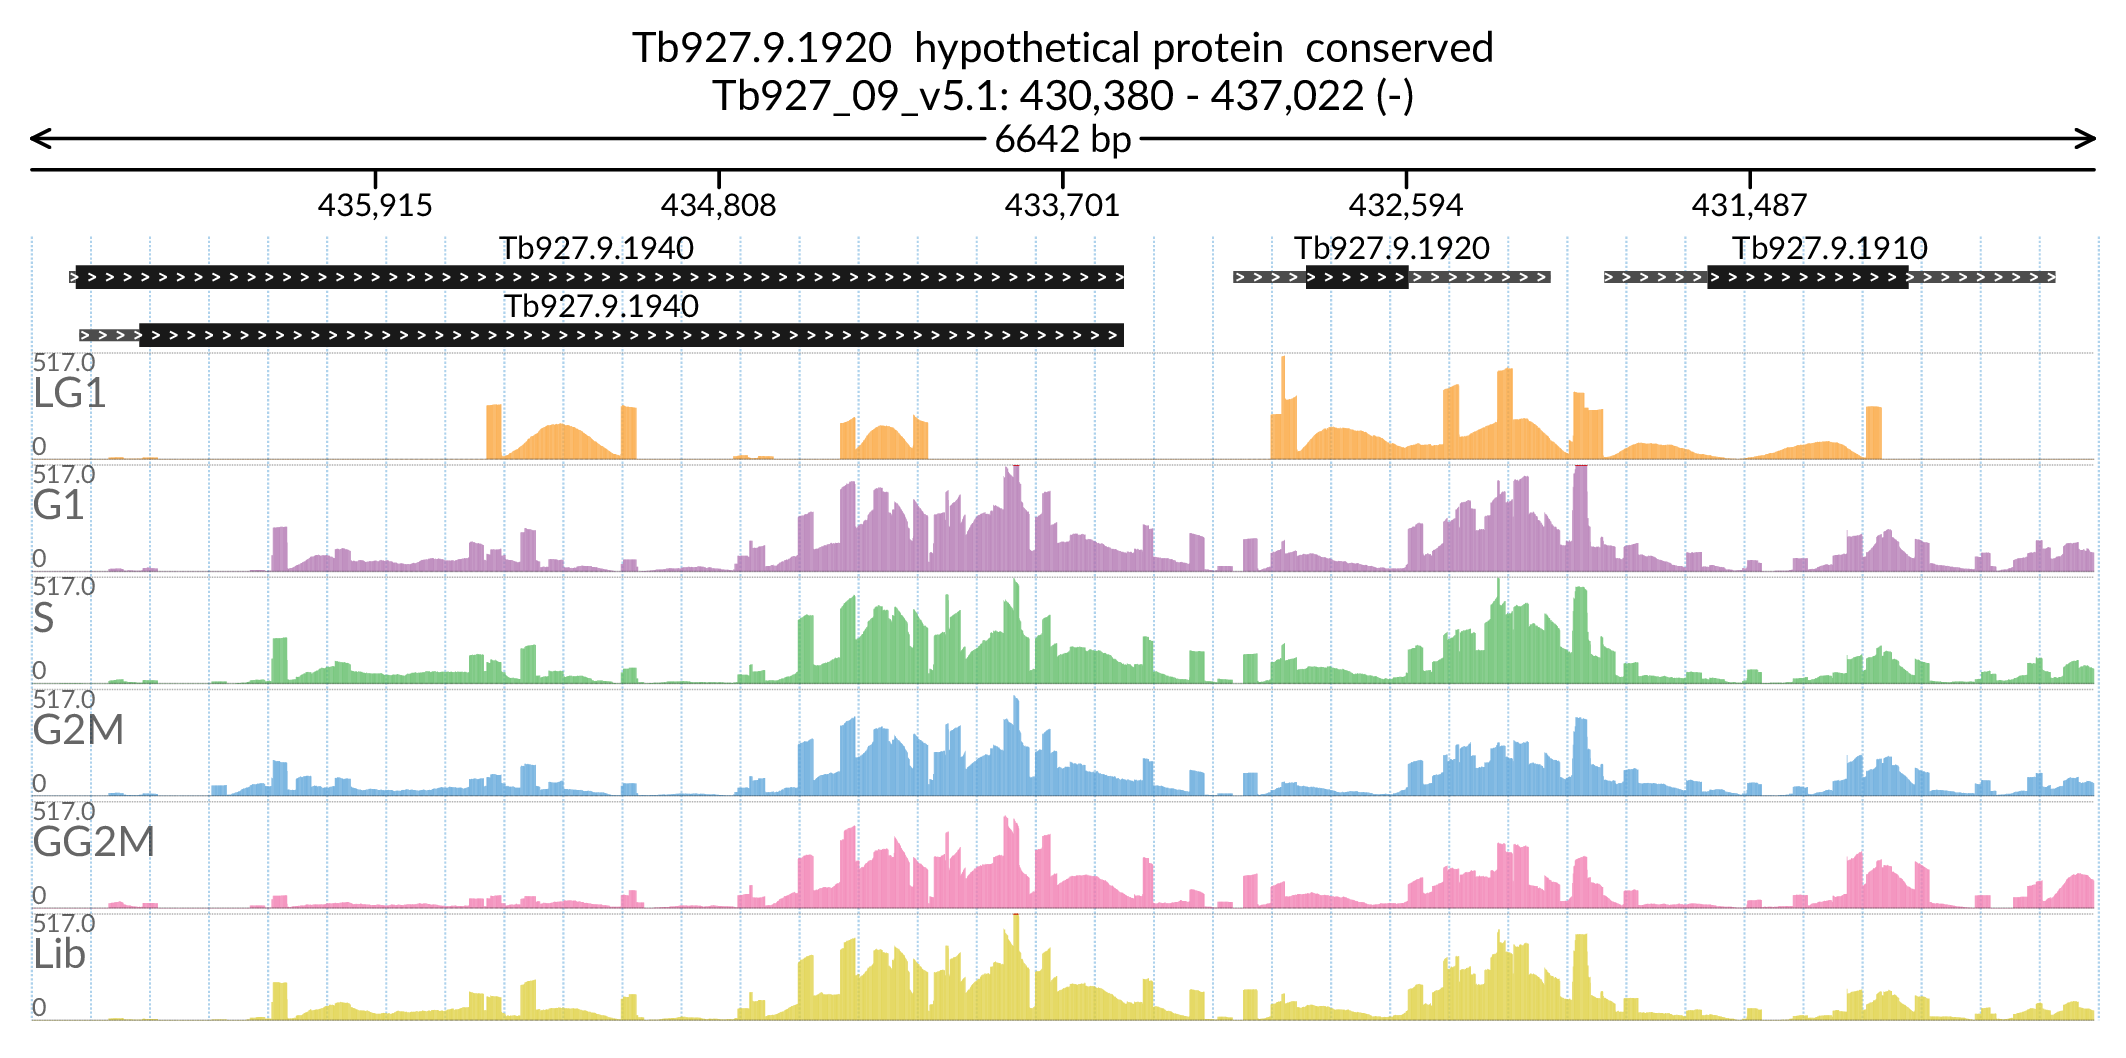 Tb927.9.1920 hypothetical protein conserved
Tb927_09_v5.1: 430,380 - 437,022 (-)
6642 bp
435,915 434,808 433,701 432,594 431,487
Tb927.9.1940 Tb927.9.1920 Tb927.9.1910
Tb927.9.1940
517.0
LG1
0
517.0
G1
0
517.0
S
0
517.0
G2M
0
517.0
GG2M
0
517.0
Lib
0